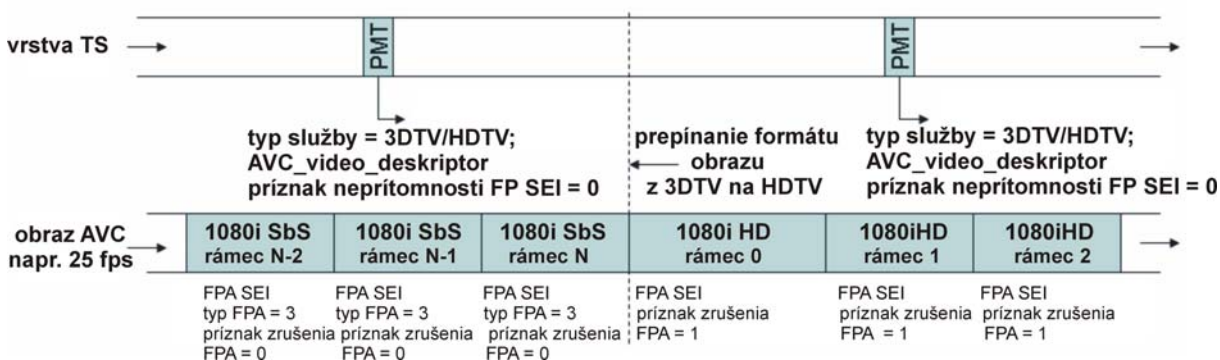 PMT
PMT
vrstva TS
typ služby = 3DTV/HDTV;
AVC_video_deskriptor
príznak neprítomnosti FP SEI = 0
prepínanie formátu
obrazu
z 3DTV na HDTV
typ služby = 3DTV/HDTV;
AVC_video_deskriptor
príznak neprítomnosti FP SEI = 0
obraz AVC
napr. 25 fps
1080i SbS
rámec N-2
1080i SbS
rámec N-1
1080i SbS
rámec N
1080i HD
rámec 0
1080iHD
rámec 1
1080iHD
rámec 2
FPA SEI
typ FPA = 3
príznak zrušenia
FPA = 0
FPA SEI
typ FPA = 3
príznak zrušenia
FPA = 0
FPA SEI
typ FPA = 3
príznak zrušenia
FPA = 0
FPA SEI
príznak zrušenia
FPA = 1
FPA SEI
príznak zrušenia
FPA = 1
FPA SEI
príznak zrušenia
FPA = 1